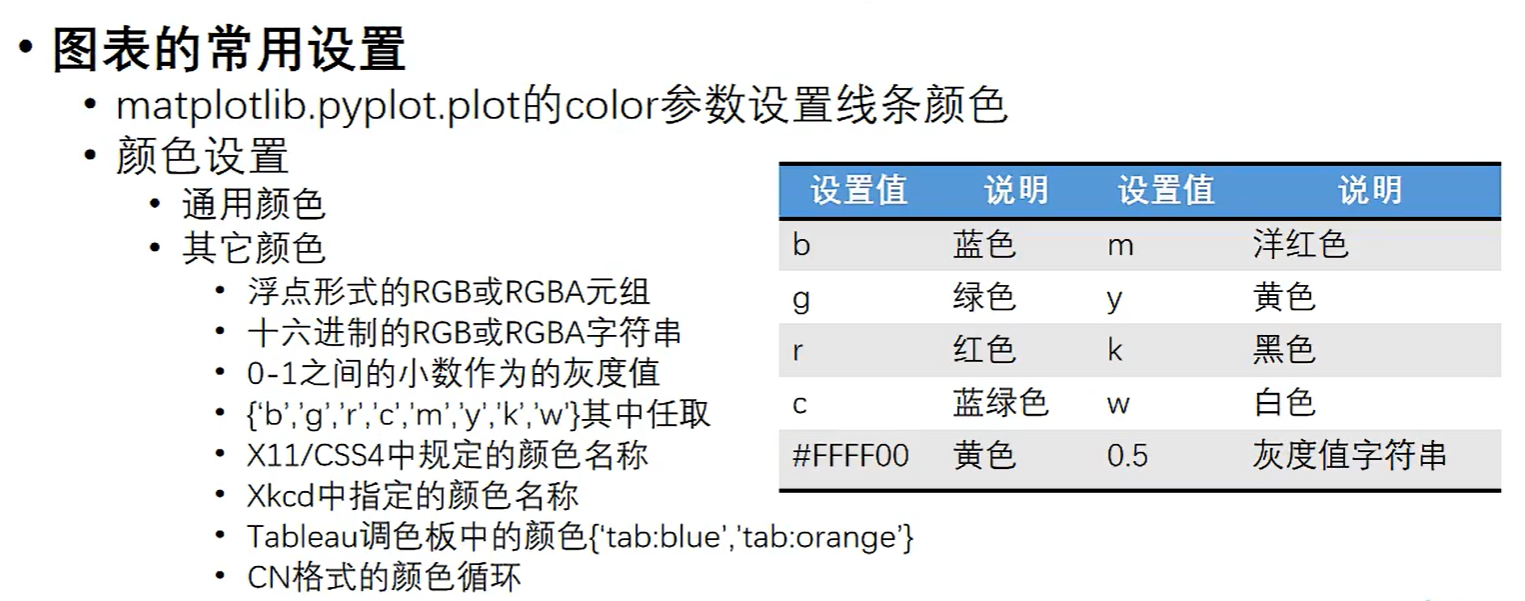 • 图表的常用设置
• matplotlib.pyplot.plot的color参数设置线条颜色
• 颜色设置
• 通用颜色
• 其它颜色
• 浮点形式的RGB或RGBA元组
• 十六进制的RGB或RGBA字符串
• 0-1之间的小数作为的灰度值
• {‘b’,’g’,’r’,’c’,’m’,’y’,’k’,’w’}其中任取
• X11/CSS4中规定的颜色名称
• Xkcd中指定的颜色名称
• Tableau调色板中的颜色{‘tab:blue’,’tab:orange’}
• CN格式的颜色循环
设置值 说明 设置值 说明
b 蓝色 m 洋红色
g 绿色 y 黄色
r 红色 k 黑色
c 蓝绿色 w 白色
#FFFF00 黄色 0.5 灰度值字符串